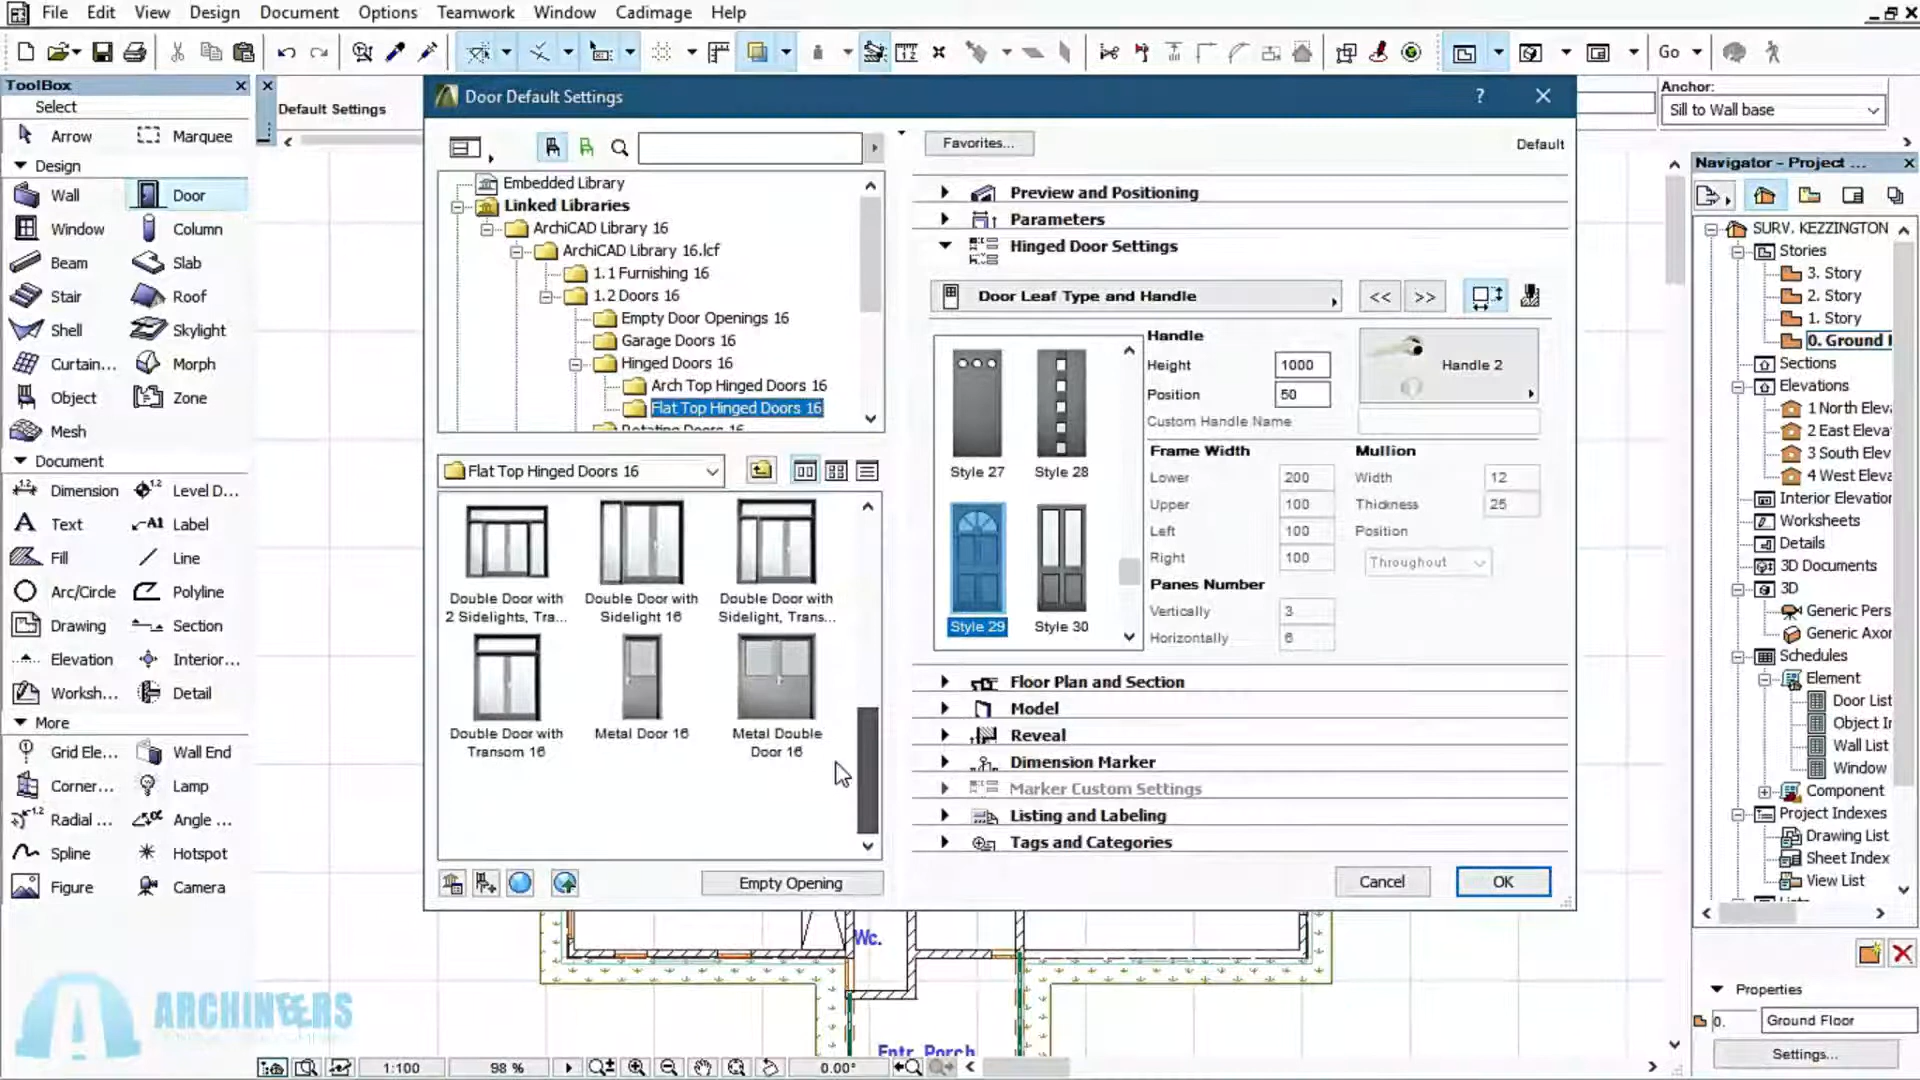 File Edit View Design Document Options Teamwork Window Cadimage Help
Go
ToolBox
Select
Arrow Marquee
Design
Wall Door
Window Column
Beam Slab
Stair Roof
Shell Skylight
Curtain... Morph
Object Zone
Mesh
Document
1.2 Dimension Level D...
A Text A1 Label
Fill Line
Arc/Circle Polyline
Drawing Section
Elevation Interior...
Worksh... Detail
More
Grid Ele... Wall End
Corner... Lamp
Radial ... Angle ...
Spline Hotspot
Figure Camera
Default Settings
Door Default Settings
?
Favorites...
Default
Embedded Library
Linked Libraries
ArchiCAD Library 16
ArchiCAD Library 16.lcf
1.1 Furnishing 16
1.2 Doors 16
Empty Door Openings 16
Garage Doors 16
Hinged Doors 16
Arch Top Hinged Doors 16
Flat Top Hinged Doors 16
Rotating Doors 16
Flat Top Hinged Doors 16
Double Door with 2 Sidelights, Tra...
Double Door with Sidelight 16
Double Door with Sidelight, Trans...
Double Door with Transom 16
Metal Door 16
Metal Double Door 16
Empty Opening
Preview and Positioning
Parameters
Hinged Door Settings
Door Leaf Type and Handle
<< >>
Style 27 Style 28
Style 29 Style 30
Handle
Height 1000
Position 50
Handle 2
Custom Handle Name
Frame Width Mullion
Lower 200 Width 12
Upper 100 Thickness 25
Left 100 Position
Right 100 Throughout
Panes Number
Vertically 3
Horizontally 6
Floor Plan and Section
Model
Reveal
Dimension Marker
Marker Custom Settings
Listing and Labeling
Tags and Categories
Cancel OK
Anchor:
Sill to Wall base
Navigator - Project ...
SURV. KEZZINGTON
Stories
3. Story
2. Story
1. Story
0. Ground
Sections
Elevations
1 North Elev
2 East Eleva
3 South Elev
4 West Eleva
Interior Elevation
Worksheets
Details
3D Documents
3D
Generic Pers
Generic Axon
Schedules
Element
Door List
Object In
Wall List
Window
Component
Project Indexes
Drawing List
Sheet Index
View List
Properties
0. Ground Floor
Settings...
Wc.
Entr. Porch
ARCHINEERS
1:100 98 % 0.00°